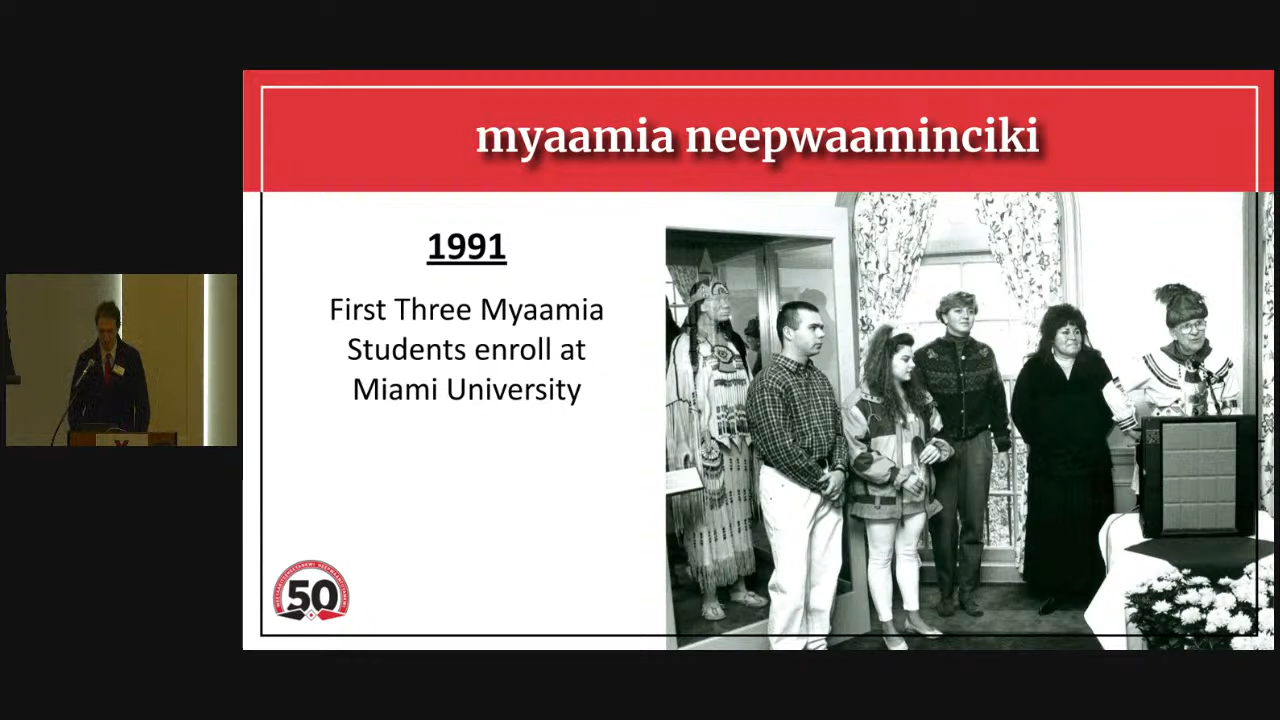 myaamia neepwaaminciki
1991
First Three Myaamia
Students enroll at
Miami University
50